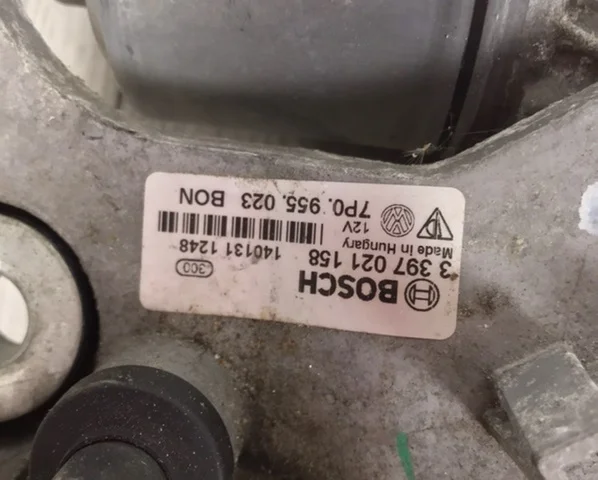 BOSCH
3 397 021 158
Made in Hungary
12V
300
140131 1248
7P0. 955. 023 BON